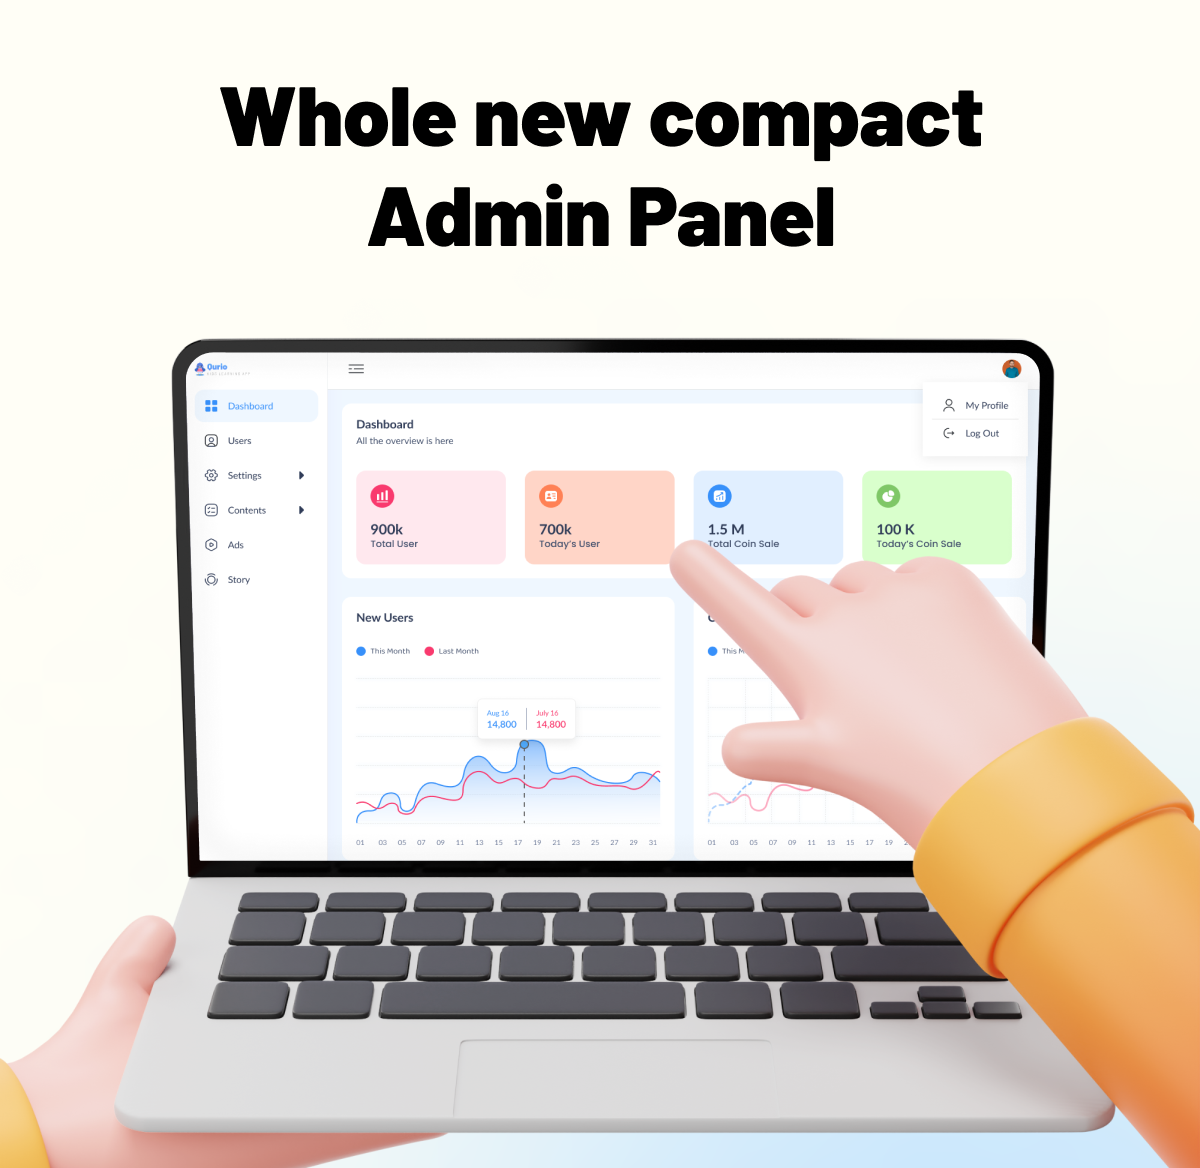 Whole new compact
Admin Panel
Qurio
Dashboard
Users
Settings
Contents
Ads
Story
My Profile
Log Out
Dashboard
All the overview is here
900k
Total User
700k
Today's User
1.5 M
Total Coin Sale
100 K
Today's Coin Sale
New Users
This Month
Last Month
Aug 16
14,800
July 16
14,800
01 03 05 07 09 11 13 15 17 19 21 23 25 27 29 31
This M
01 03 05 07 09 11 13 15 17 19